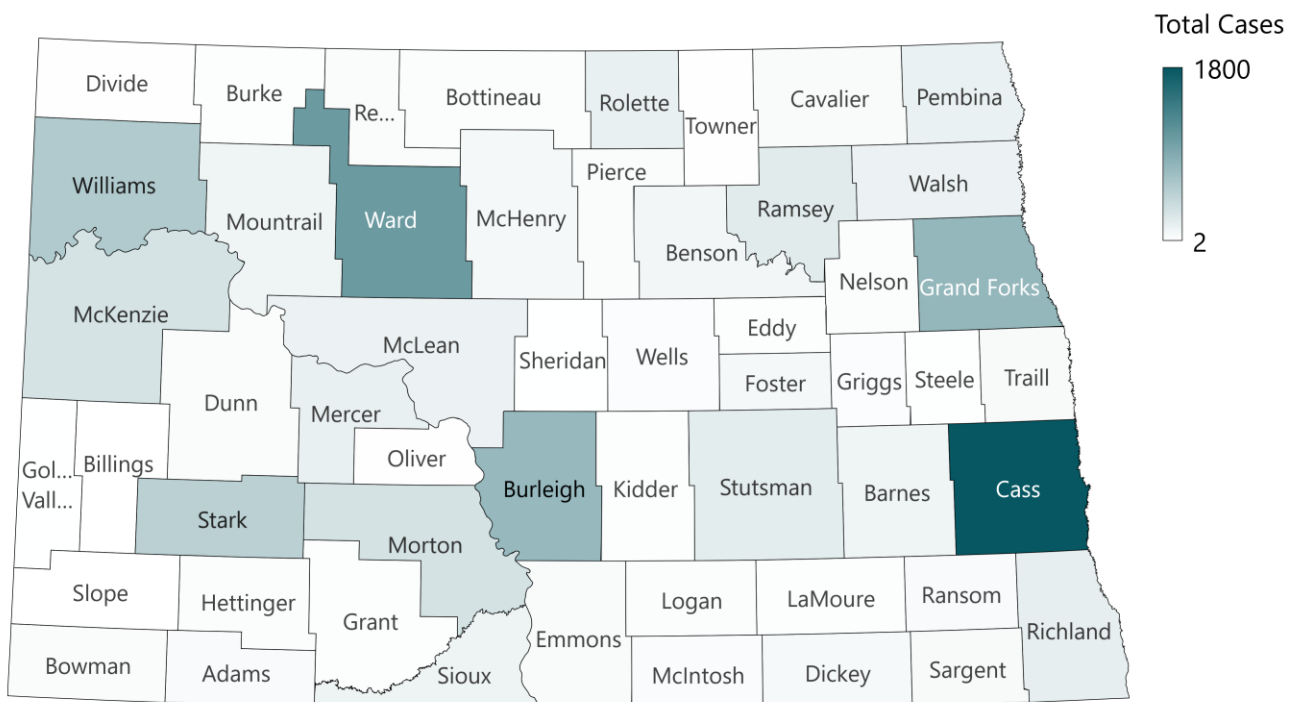 Total Cases
1800
2
Divide
Burke
Re...
Bottineau
Rolette
Towner
Cavalier
Pembina
Williams
Mountrail
Ward
McHenry
Pierce
Benson
Ramsey
Walsh
Nelson
Grand Forks
McKenzie
Dunn
McLean
Mercer
Oliver
Sheridan
Wells
Eddy
Foster
Griggs
Steele
Traill
Gol...
Vall...
Billings
Stark
Morton
Burleigh
Kidder
Stutsman
Barnes
Cass
Slope
Hettinger
Grant
Bowman
Adams
Sioux
Emmons
Logan
LaMoure
Ransom
Richland
McIntosh
Dickey
Sargent